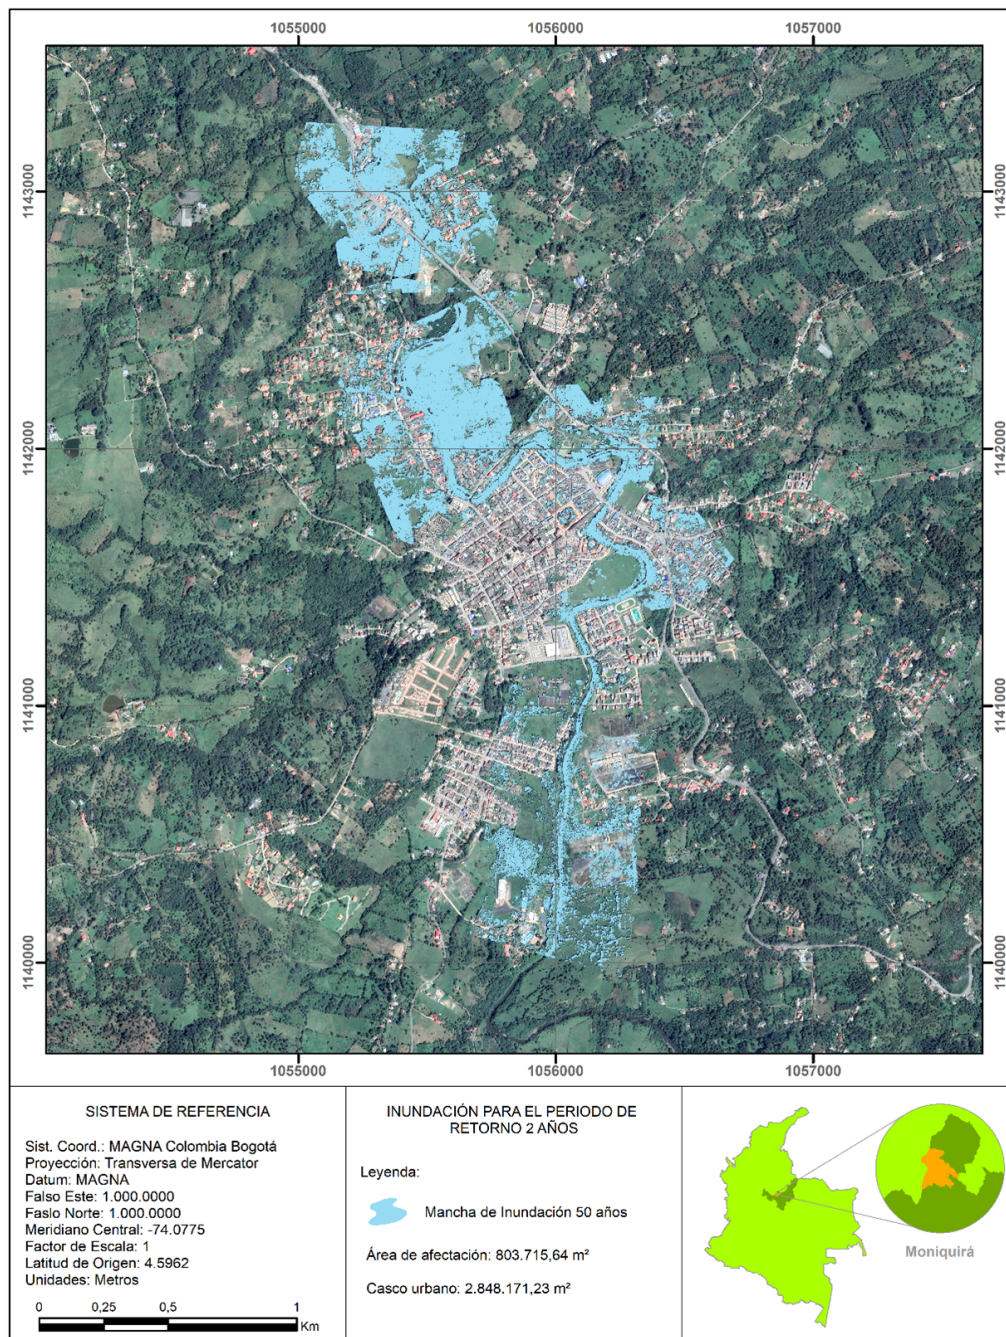 1055000
1056000
1057000
1143000
1143000
1142000
1142000
1141000
1141000
1140000
1140000
1055000
1056000
1057000
SISTEMA DE REFERENCIA
Sist. Coord.: MAGNA Colombia Bogotá
Proyección: Transversa de Mercator
Datum: MAGNA
Falso Este: 1.000.0000
Faslo Norte: 1.000.0000
Meridiano Central: -74.0775
Factor de Escala: 1
Latitud de Origen: 4.5962
Unidades: Metros
0 0,25 0,5 1
Km
INUNDACIÓN PARA EL PERIODO DE
RETORNO 2 AÑOS
Leyenda:
Mancha de Inundación 50 años
Área de afectación: 803.715,64 m²
Casco urbano: 2.848.171,23 m²
Moniquirá